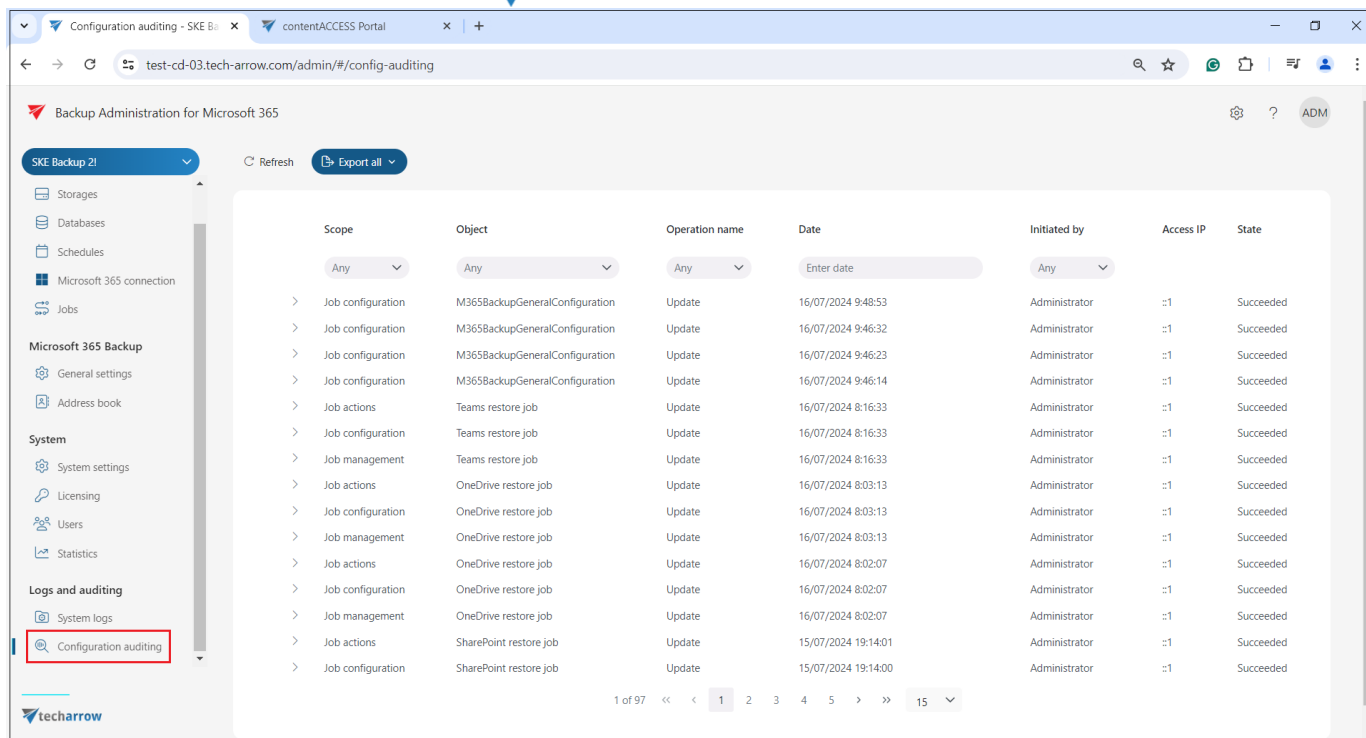 Configuration auditing - SKE Ba
contentACCESS Portal
test-cd-03.tech-arrow.com/admin/#/config-auditing
Backup Administration for Microsoft 365
? ADM
SKE Backup 2!
Refresh Export all
Storages
Databases
Schedules
Microsoft 365 connection
Jobs
Microsoft 365 Backup
General settings
Address book
System
System settings
Licensing
Users
Statistics
Logs and auditing
System logs
Configuration auditing
techarrow
Scope Object Operation name Date Initiated by Access IP State
Any Any Any Enter date Any
Job configuration M365BackupGeneralConfiguration Update 16/07/2024 9:48:53 Administrator ::1 Succeeded
Job configuration M365BackupGeneralConfiguration Update 16/07/2024 9:46:32 Administrator ::1 Succeeded
Job configuration M365BackupGeneralConfiguration Update 16/07/2024 9:46:23 Administrator ::1 Succeeded
Job configuration M365BackupGeneralConfiguration Update 16/07/2024 9:46:14 Administrator ::1 Succeeded
Job actions Teams restore job Update 16/07/2024 8:16:33 Administrator ::1 Succeeded
Job configuration Teams restore job Update 16/07/2024 8:16:33 Administrator ::1 Succeeded
Job management Teams restore job Update 16/07/2024 8:16:33 Administrator ::1 Succeeded
Job actions OneDrive restore job Update 16/07/2024 8:03:13 Administrator ::1 Succeeded
Job configuration OneDrive restore job Update 16/07/2024 8:03:13 Administrator ::1 Succeeded
Job management OneDrive restore job Update 16/07/2024 8:03:13 Administrator ::1 Succeeded
Job actions OneDrive restore job Update 16/07/2024 8:02:07 Administrator ::1 Succeeded
Job configuration OneDrive restore job Update 16/07/2024 8:02:07 Administrator ::1 Succeeded
Job management OneDrive restore job Update 16/07/2024 8:02:07 Administrator ::1 Succeeded
Job actions SharePoint restore job Update 15/07/2024 19:14:01 Administrator ::1 Succeeded
Job configuration SharePoint restore job Update 15/07/2024 19:14:00 Administrator ::1 Succeeded
1 of 97 << < 1 2 3 4 5 > >> 15